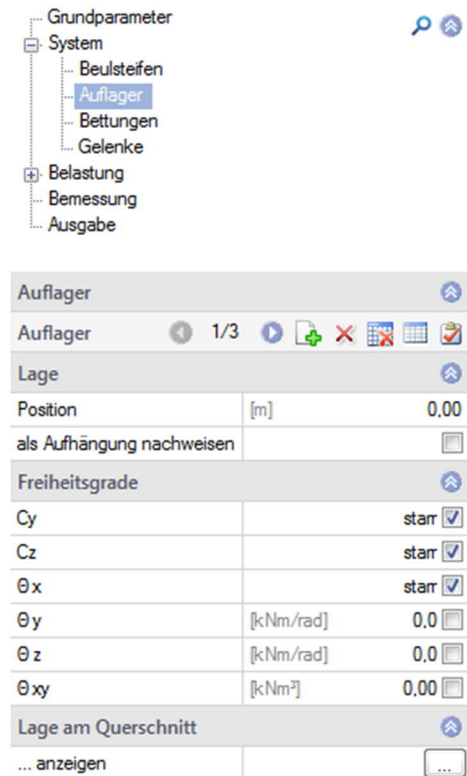 Grundparameter
System
Beulsteifen
Auflager
Bettungen
Gelenke
Belastung
Bemessung
Ausgabe
Auflager
Auflager 1/3
Lage
Position [m] 0,00
als Aufhängung nachweisen
Freiheitsgrade
Cy starr
Cz starr
Θx starr
Θy [kNm/rad] 0,0
Θz [kNm/rad] 0,0
Θxy [kNm³] 0,00
Lage am Querschnitt
... anzeigen ...